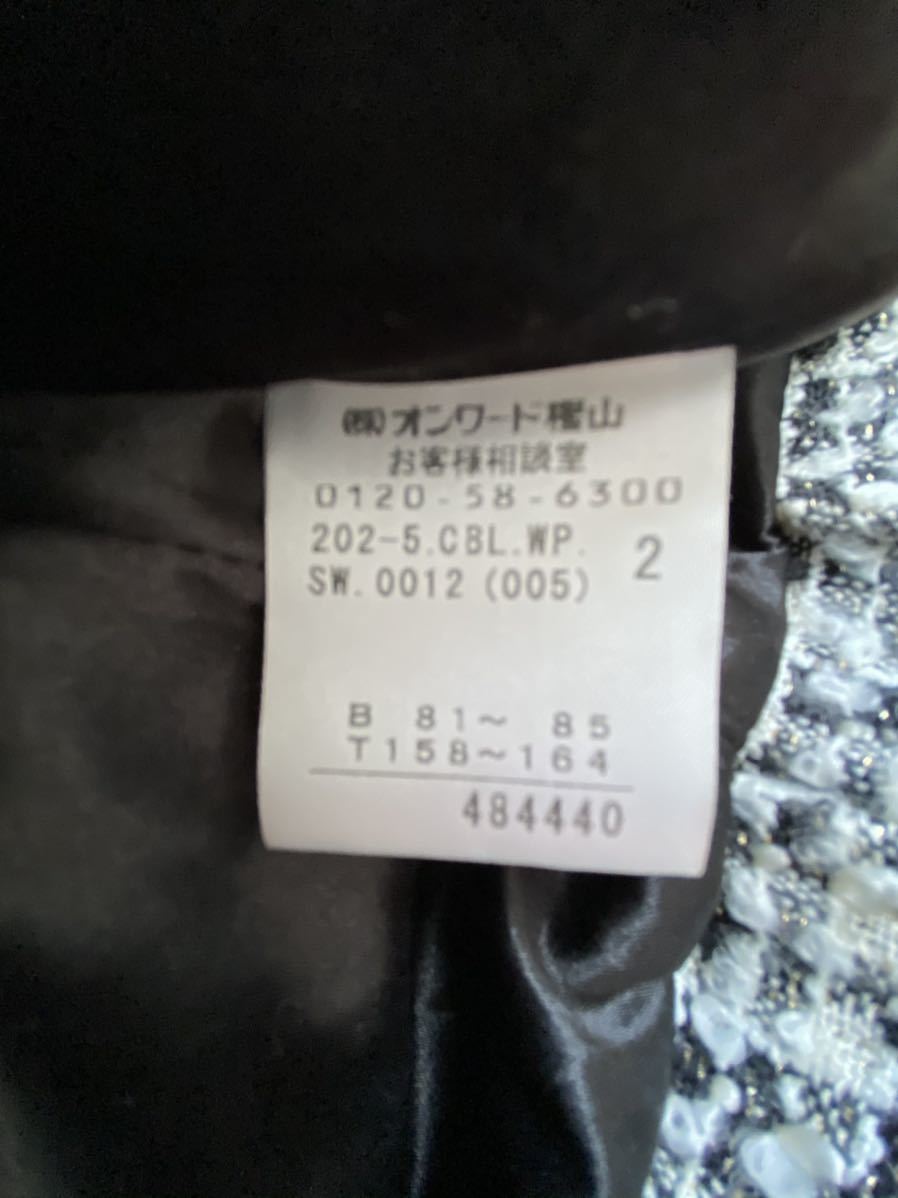 ㈱オンワード樫山
お客様相談室
0120-58-6300
202-5.CBL.WP. 2
SW.0012(005)
B 81～ 85
T158～164
484440